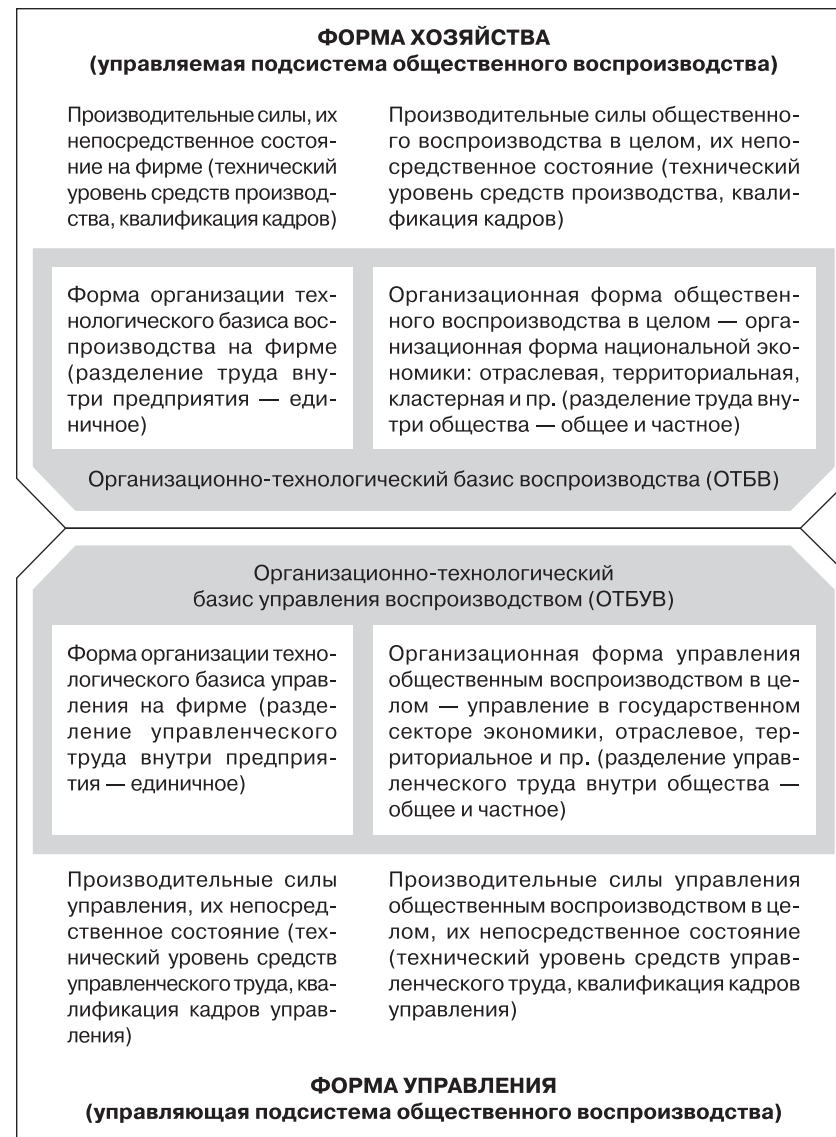 ФОРМА ХОЗЯЙСТВА
(управляемая подсистема общественного воспроизводства)
Производительные силы, их
непосредственное состоя-
ние на фирме (технический
уровень средств производ-
ства, квалификация кадров)
Производительные силы общественно-
го воспроизводства в целом, их непо-
средственное состояние (технический
уровень средств производства, квали-
фикация кадров)
Форма организации тех-
нологического базиса вос-
производства на фирме
(разделение труда вну-
три предприятия — еди-
ничное)
Организационная форма обществен-
ного воспроизводства в целом — орга-
низационная форма национальной эко-
номики: отраслевая, территориальная,
кластерная и пр. (разделение труда вну-
три общества — общее и частное)
Организационно-технологический базис воспроизводства (ОТБВ)
Организационно-технологический
базис управления воспроизводством (ОТБУВ)
Форма организации техно-
логического базиса управ-
ления на фирме (разде-
ление управленческого
труда внутри предприя-
тия — единичное)
Организационная форма управления
общественным воспроизводством в це-
лом — управление в государственном
секторе экономики, отраслевое, тер-
риториальное и пр. (разделение управ-
ленческого труда внутри общества —
общее и частное)
Производительные силы
управления, их непосред-
ственное состояние (тех-
нический уровень средств
управленческого труда, ква-
лификация кадров управ-
ления)
Производительные силы управления
общественным воспроизводством в це-
лом, их непосредственное состояние
(технический уровень средств управ-
ленческого труда, квалификация кадров
управления)
ФОРМА УПРАВЛЕНИЯ
(управляющая подсистема общественного воспроизводства)